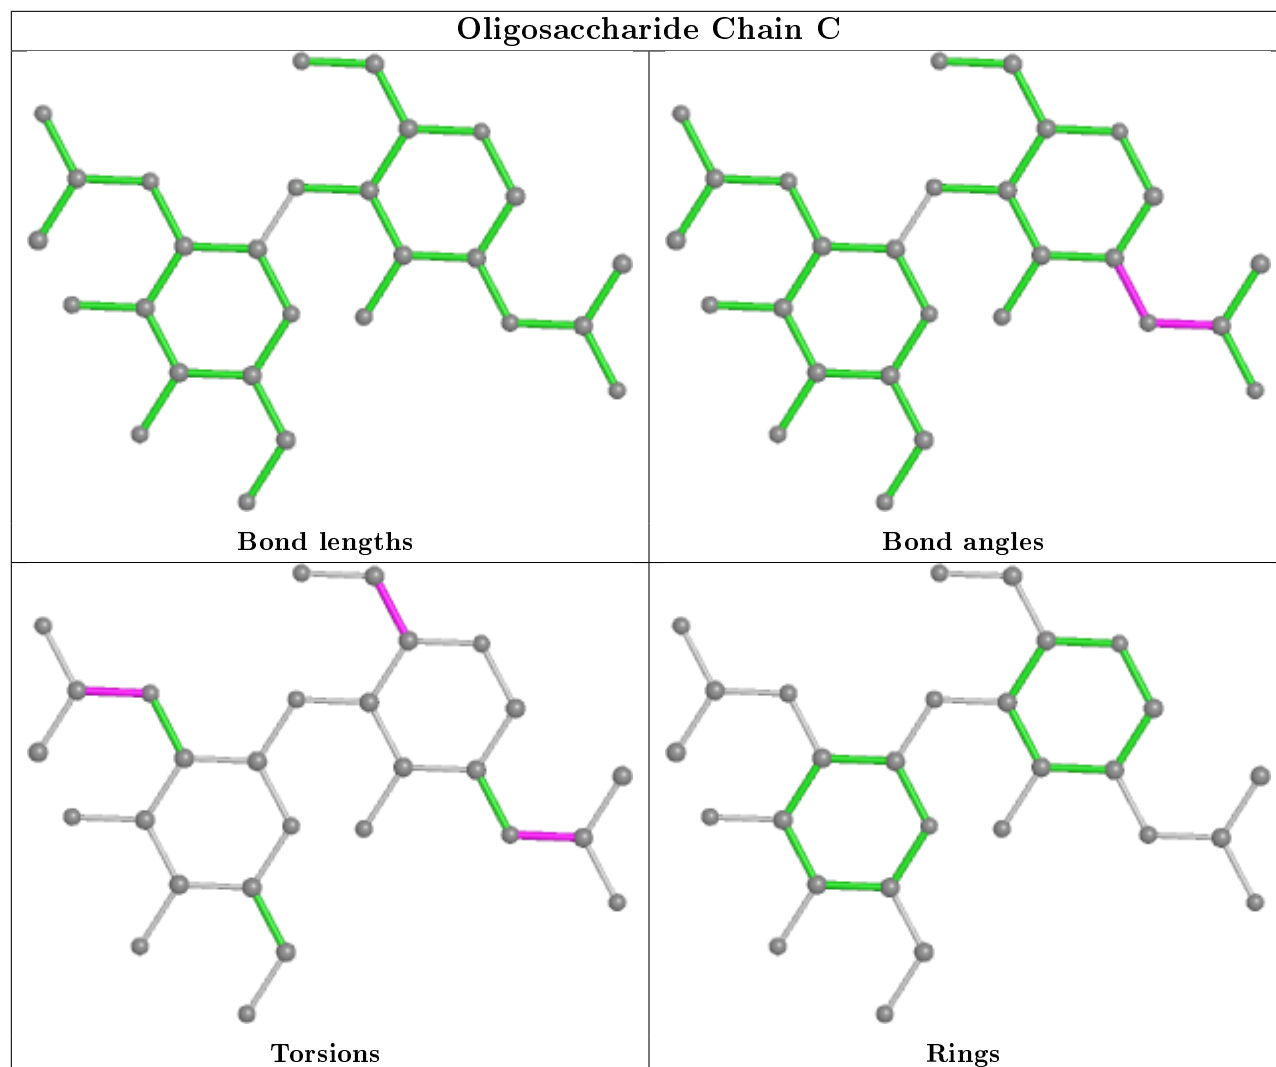 Oligosaccharide Chain C
Bond lengths
Bond angles
Torsions
Rings